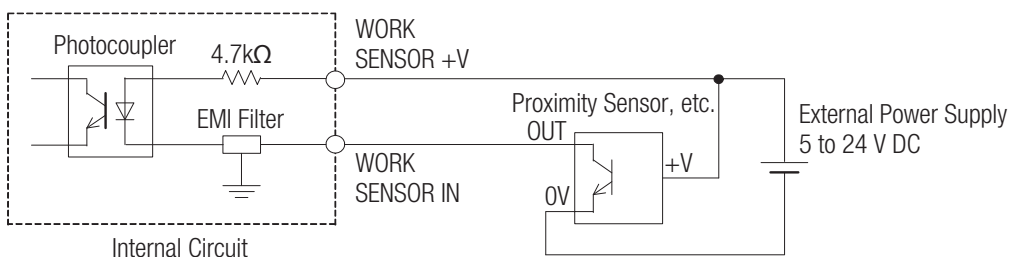 WORK
SENSOR +V
Photocoupler
4.7kΩ
Proximity Sensor, etc.
OUT
External Power Supply
5 to 24 V DC
EMI Filter
+V
WORK
SENSOR IN
0V
Internal Circuit